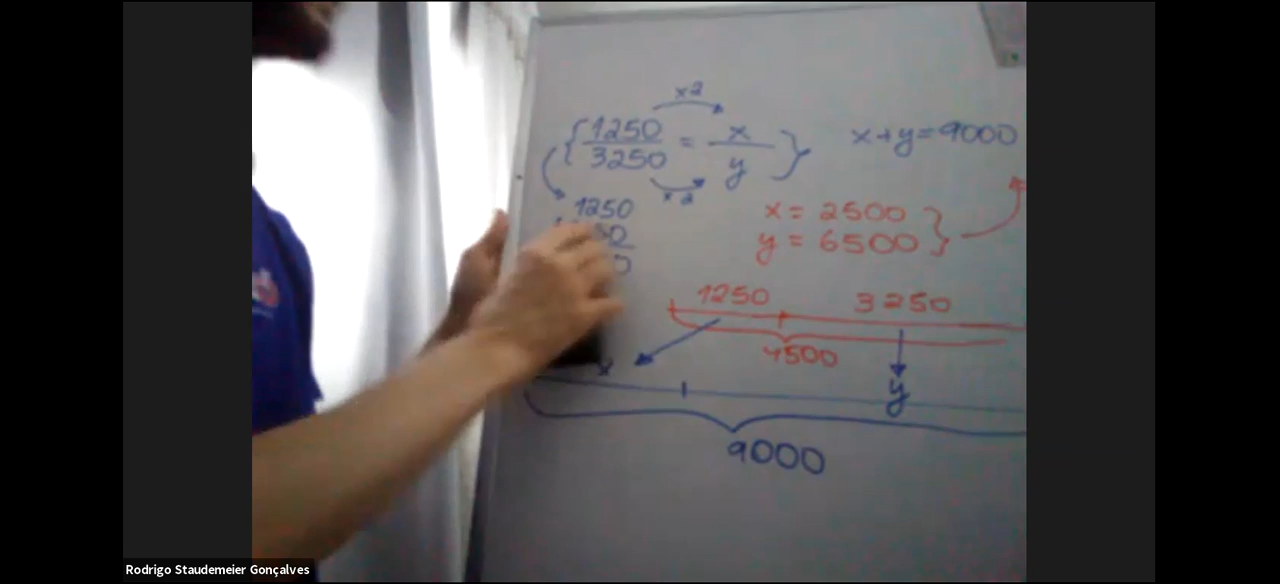 x2
1250 / 3250 = x / y
x + y = 9000
x2
1250
x = 2500
y = 6500
1250 3250
4500
x y
9000
Rodrigo Staudemeier Gonçalves